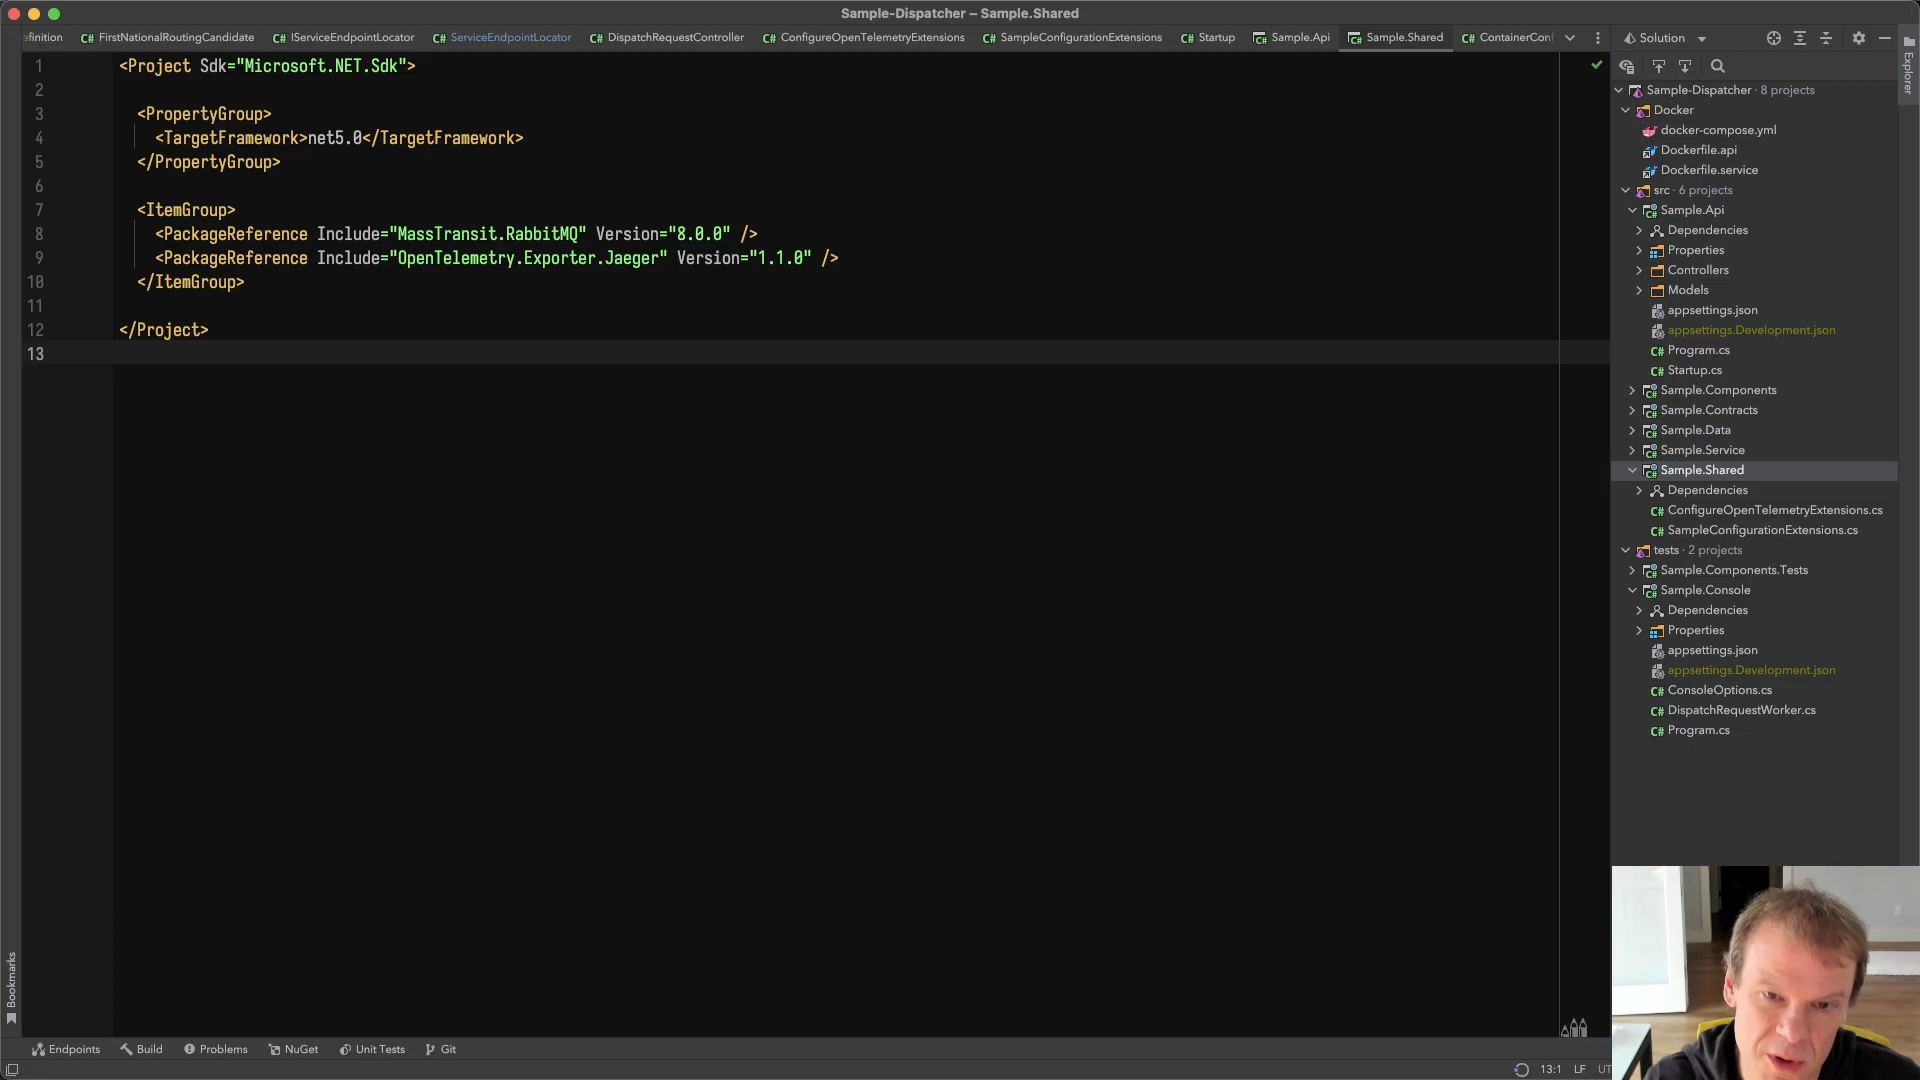 Sample-Dispatcher – Sample.Shared
efinition
C# FirstNationalRoutingCandidate
C# IServiceEndpointLocator
C# ServiceEndpointLocator
C# DispatchRequestController
C# ConfigureOpenTelemetryExtensions
C# SampleConfigurationExtensions
C# Startup
Sample.Api
Sample.Shared
C# ContainerConf
Solution
1 <Project Sdk="Microsoft.NET.Sdk">
2
3 <PropertyGroup>
4 <TargetFramework>net5.0</TargetFramework>
5 </PropertyGroup>
6
7 <ItemGroup>
8 <PackageReference Include="MassTransit.RabbitMQ" Version="8.0.0" />
9 <PackageReference Include="OpenTelemetry.Exporter.Jaeger" Version="1.1.0" />
10 </ItemGroup>
11
12 </Project>
13
Sample-Dispatcher · 8 projects
Docker
docker-compose.yml
Dockerfile.api
Dockerfile.service
src · 6 projects
Sample.Api
Dependencies
Properties
Controllers
Models
appsettings.json
appsettings.Development.json
C# Program.cs
C# Startup.cs
Sample.Components
Sample.Contracts
Sample.Data
Sample.Service
Sample.Shared
Dependencies
C# ConfigureOpenTelemetryExtensions.cs
C# SampleConfigurationExtensions.cs
tests · 2 projects
Sample.Components.Tests
Sample.Console
Dependencies
Properties
appsettings.json
appsettings.Development.json
C# ConsoleOptions.cs
C# DispatchRequestWorker.cs
C# Program.cs
Explorer
Bookmarks
Endpoints
Build
Problems
NuGet
Unit Tests
Git
13:1 LF UT